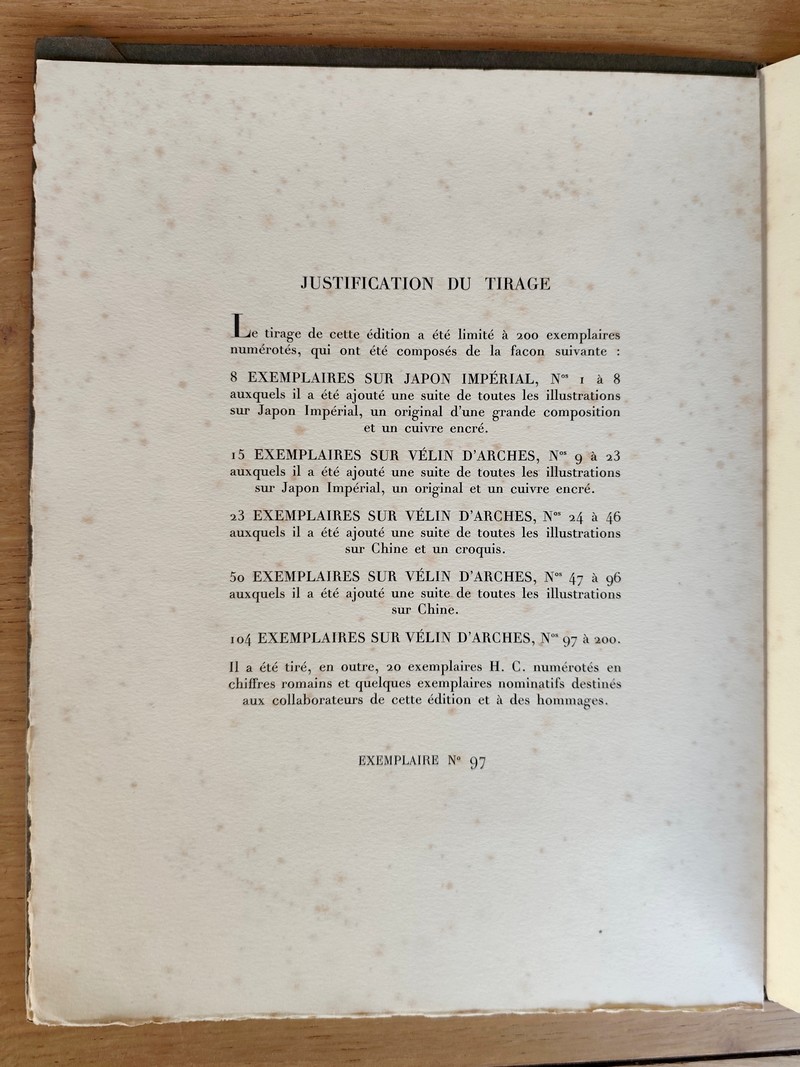 JUSTIFICATION DU TIRAGE
Le tirage de cette édition a été limité à 200 exemplaires
numérotés, qui ont été composés de la facon suivante :
8 EXEMPLAIRES SUR JAPON IMPÉRIAL, Nos 1 à 8
auxquels il a été ajouté une suite de toutes les illustrations
sur Japon Impérial, un original d'une grande composition
et un cuivre encré.
15 EXEMPLAIRES SUR VÉLIN D'ARCHES, Nos 9 à 23
auxquels il a été ajouté une suite de toutes les illustrations
sur Japon Impérial, un original et un cuivre encré.
23 EXEMPLAIRES SUR VÉLIN D'ARCHES, Nos 24 à 46
auxquels il a été ajouté une suite de toutes les illustrations
sur Chine et un croquis.
50 EXEMPLAIRES SUR VÉLIN D'ARCHES, Nos 47 à 96
auxquels il a été ajouté une suite de toutes les illustrations
sur Chine.
104 EXEMPLAIRES SUR VÉLIN D'ARCHES, Nos 97 à 200.
Il a été tiré, en outre, 20 exemplaires H. C. numérotés en
chiffres romains et quelques exemplaires nominatifs destinés
aux collaborateurs de cette édition et à des hommages.
EXEMPLAIRE No 97